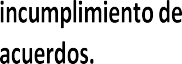 incumplimiento de
acuerdos.